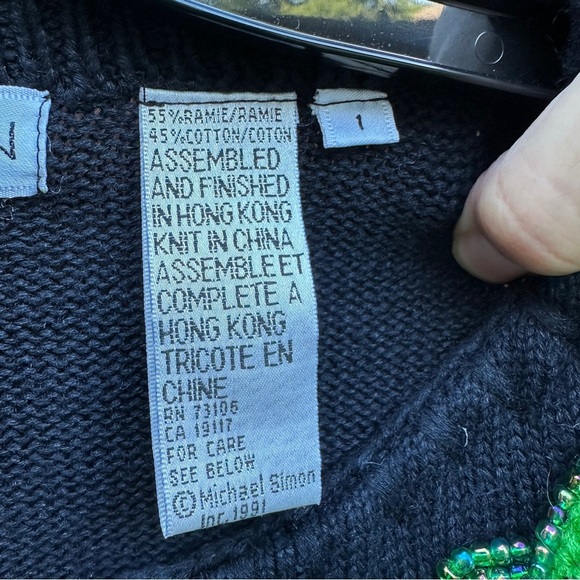 55%RAMIE/RAMIE
45%COTTON/COTON
ASSEMBLED
AND FINISHED
IN HONG KONG
KNIT IN CHINA
ASSEMBLE ET
COMPLETE A
HONG KONG
TRICOTE EN
CHINE
RN 73106
CA 19117
FOR CARE
SEE BELOW
©Michael Simon
Inc. 1991
1